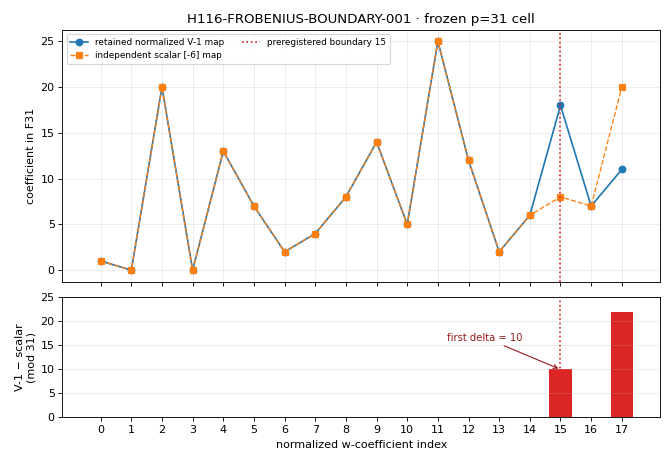 H116-FROBENIUS-BOUNDARY-001 · frozen p=31 cell
retained normalized V-1 map
independent scalar [-6] map
preregistered boundary 15
coefficient in F31
25
20
15
10
5
0
V-1 − scalar
(mod 31)
25
20
15
10
5
0
first delta = 10
0 1 2 3 4 5 6 7 8 9 10 11 12 13 14 15 16 17
normalized w-coefficient index